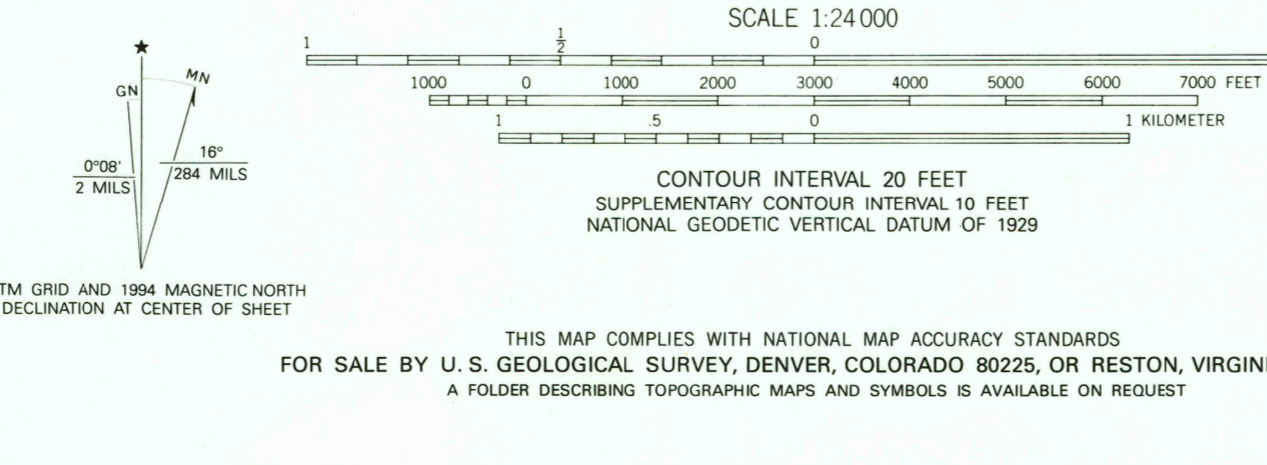 SCALE 1:24 000
1 1/2 0
1000 0 1000 2000 3000 4000 5000 6000 7000 FEET
1 .5 0 1 KILOMETER
CONTOUR INTERVAL 20 FEET
SUPPLEMENTARY CONTOUR INTERVAL 10 FEET
NATIONAL GEODETIC VERTICAL DATUM OF 1929
★
GN
MN
0°08'
2 MILS
16°
284 MILS
TM GRID AND 1994 MAGNETIC NORTH
DECLINATION AT CENTER OF SHEET
THIS MAP COMPLIES WITH NATIONAL MAP ACCURACY STANDARDS
FOR SALE BY U. S. GEOLOGICAL SURVEY, DENVER, COLORADO 80225, OR RESTON, VIRGINI
A FOLDER DESCRIBING TOPOGRAPHIC MAPS AND SYMBOLS IS AVAILABLE ON REQUEST